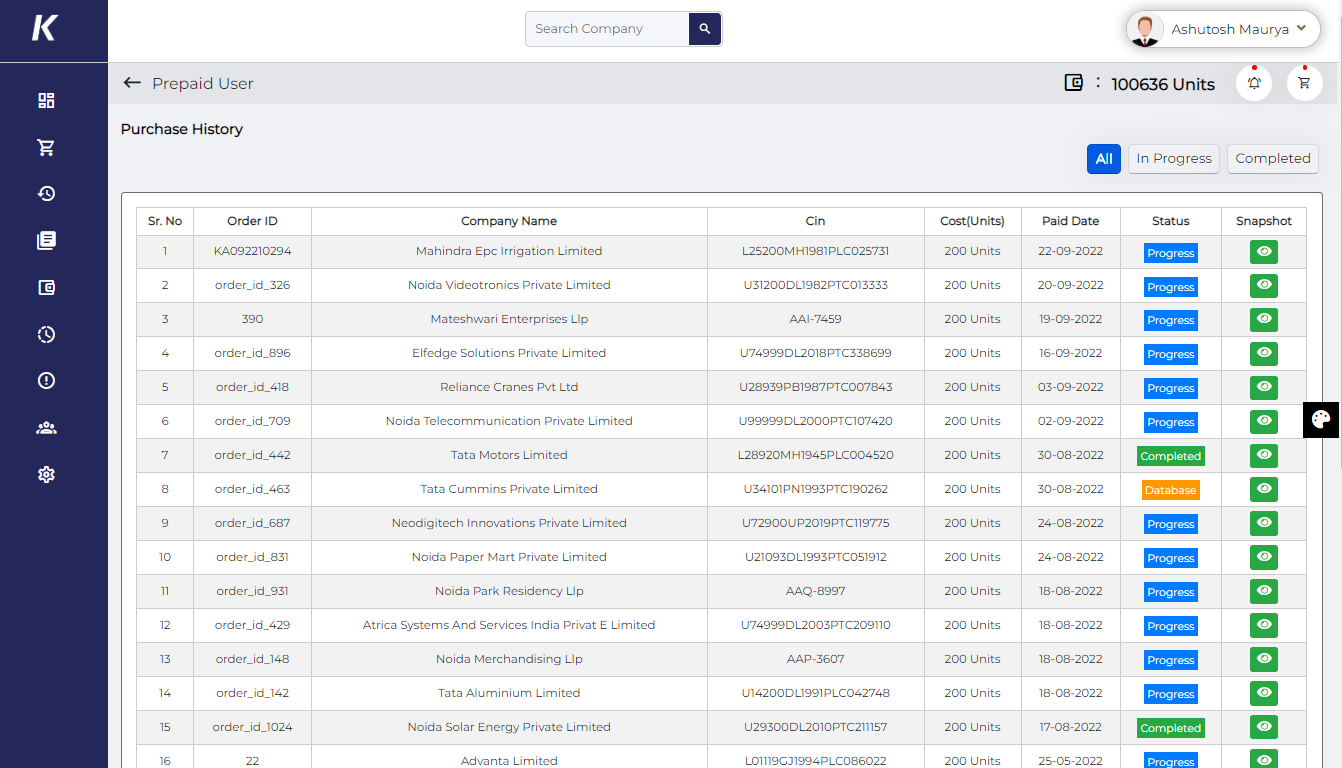 K
Search Company
Ashutosh Maurya
Prepaid User
: 100636 Units
Purchase History
All In Progress Completed
Sr. No Order ID Company Name Cin Cost(Units) Paid Date Status Snapshot
1 KA092210294 Mahindra Epc Irrigation Limited L25200MH1981PLC025731 200 Units 22-09-2022 Progress
2 order_id_326 Noida Videotronics Private Limited U31200DL1982PTC013333 200 Units 20-09-2022 Progress
3 390 Mateshwari Enterprises Llp AAI-7459 200 Units 19-09-2022 Progress
4 order_id_896 Elfedge Solutions Private Limited U74999DL2018PTC338699 200 Units 16-09-2022 Progress
5 order_id_418 Reliance Cranes Pvt Ltd U28939PB1987PTC007843 200 Units 03-09-2022 Progress
6 order_id_709 Noida Telecommunication Private Limited U99999DL2000PTC107420 200 Units 02-09-2022 Progress
7 order_id_442 Tata Motors Limited L28920MH1945PLC004520 200 Units 30-08-2022 Completed
8 order_id_463 Tata Cummins Private Limited U34101PN1993PTC190262 200 Units 30-08-2022 Database
9 order_id_687 Neodigitech Innovations Private Limited U72900UP2019PTC119775 200 Units 24-08-2022 Progress
10 order_id_831 Noida Paper Mart Private Limited U21093DL1993PTC051912 200 Units 24-08-2022 Progress
11 order_id_931 Noida Park Residency Llp AAQ-8997 200 Units 18-08-2022 Progress
12 order_id_429 Atrica Systems And Services India Privat E Limited U74999DL2003PTC209110 200 Units 18-08-2022 Progress
13 order_id_148 Noida Merchandising Llp AAP-3607 200 Units 18-08-2022 Progress
14 order_id_142 Tata Aluminium Limited U14200DL1991PLC042748 200 Units 18-08-2022 Progress
15 order_id_1024 Noida Solar Energy Private Limited U29300DL2010PTC211157 200 Units 17-08-2022 Completed
16 22 Advanta Limited L01119GJ1994PLC086022 200 Units 25-05-2022 Progress